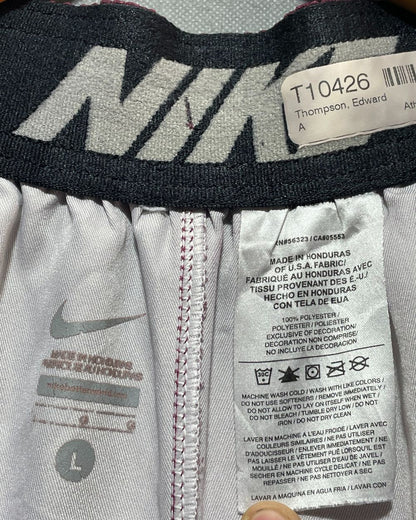 NIKE
T10426
Thompson, Edward
A Ath
RN#56323 / CA#05553
MADE IN HONDURAS
OF U.S.A. FABRIC/
FABRIQUÉ AU HONDURAS AVEC
TISSU PROVENANT DES É.-U./
HECHO EN HONDURAS
CON TELA DE EUA
100% POLYESTER/
POLYESTER/ POLIESTER
EXCLUSIVE OF DECORATION/
DECORATION NON COMPRISE/
NO INCLUYE LA DECORACION
MACHINE WASH COLD / WASH WITH LIKE COLORS /
DO NOT USE SOFTENERS / REMOVE IMMEDIATELY /
DO NOT ALLOW TO LAY ON ITSELF WHEN WET /
DO NOT BLEACH / TUMBLE DRY LOW / DO NOT
IRON / DO NOT DRY CLEAN
LAVER EN MACHINE À L'EAU FROIDE / LAVER AVEC
COULEURS SIMILAIRES / NE PAS UTILISER
D'ADOUCISSEUR / ENLEVER IMMÉDIATEMENT / NE
PAS LAISSER LE VÊTEMENT PLIÉ LORSQU'IL EST
MOUILLÉ / NE PAS UTILISER D'EAU DE JAVEL /
SÉCHER EN MACHINE CYCLE DÉLICAT / NE PAS
REPASSER / NE PAS NETTOYER À SEC
LAVAR A MAQUINA EN AGUA FRIA / LAVAR CON
MADE IN HONDURAS
L